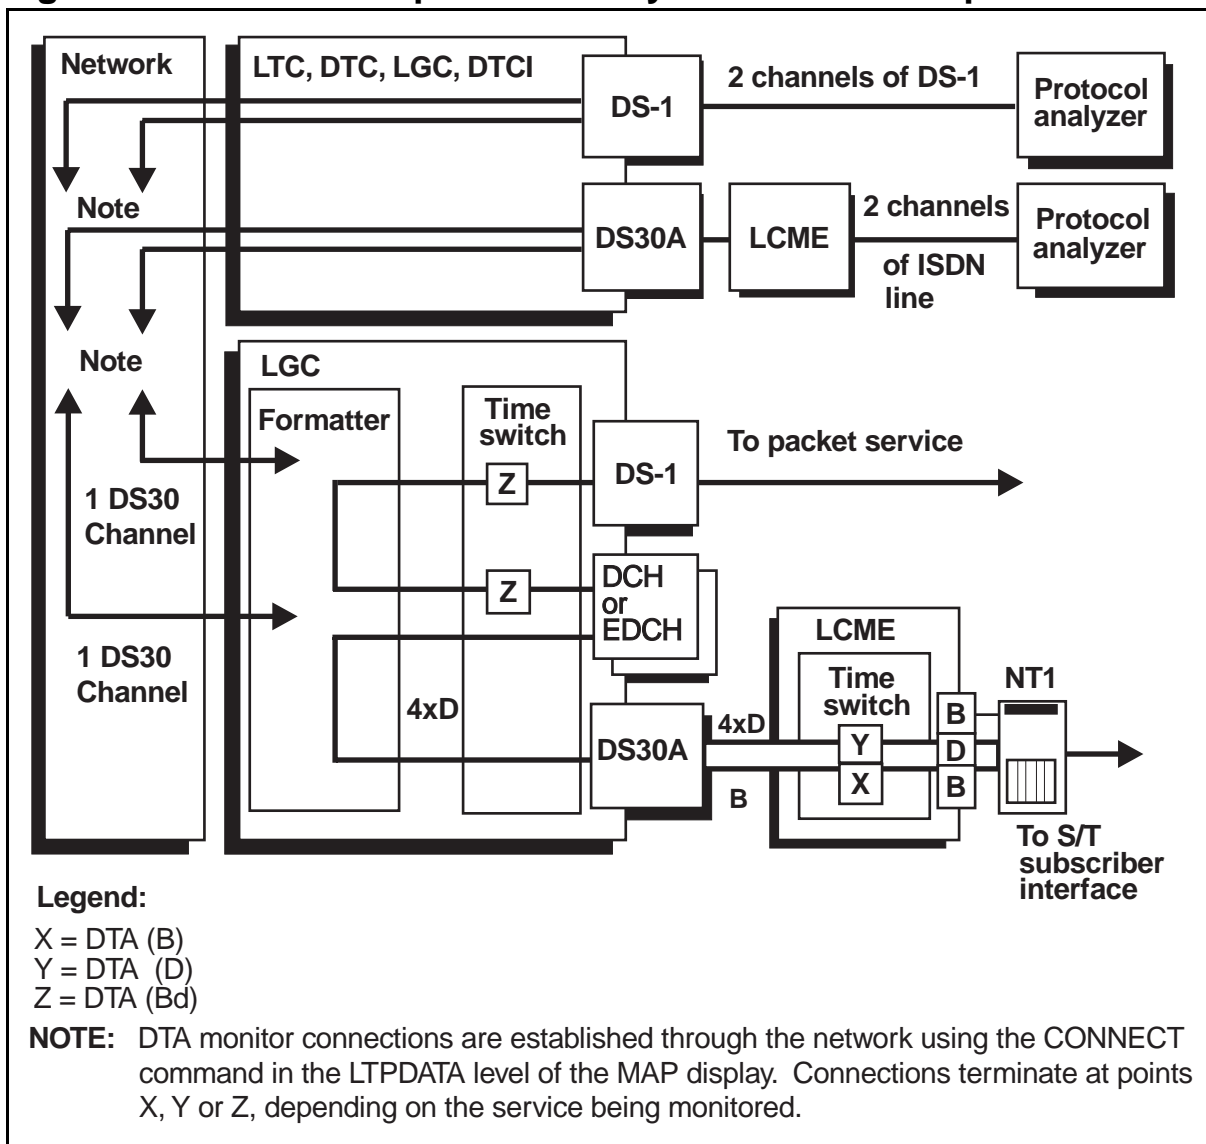 Network
LTC, DTC, LGC, DTCI
DS-1
2 channels of DS-1
Protocol
analyzer
Note
DS30A
LCME
2 channels
of ISDN
line
Protocol
analyzer
Note
LGC
Formatter
Time
switch
Z
DS-1
To packet service
1 DS30
Channel
Z
DCH
or
EDCH
1 DS30
Channel
4xD
DS30A
4xD
B
LCME
Time
switch
Y
X
B
D
B
NT1
To S/T
subscriber
interface
Legend:
X = DTA (B)
Y = DTA (D)
Z = DTA (Bd)
NOTE: DTA monitor connections are established through the network using the CONNECT
command in the LTPDATA level of the MAP display. Connections terminate at points
X, Y or Z, depending on the service being monitored.